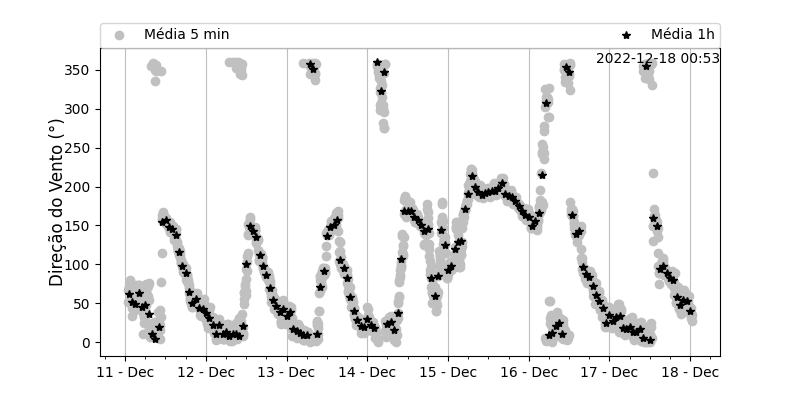 Média 5 min
Média 1h
2022-12-18 00:53
Direção do Vento (°)
350
300
250
200
150
100
50
0
11 - Dec
12 - Dec
13 - Dec
14 - Dec
15 - Dec
16 - Dec
17 - Dec
18 - Dec